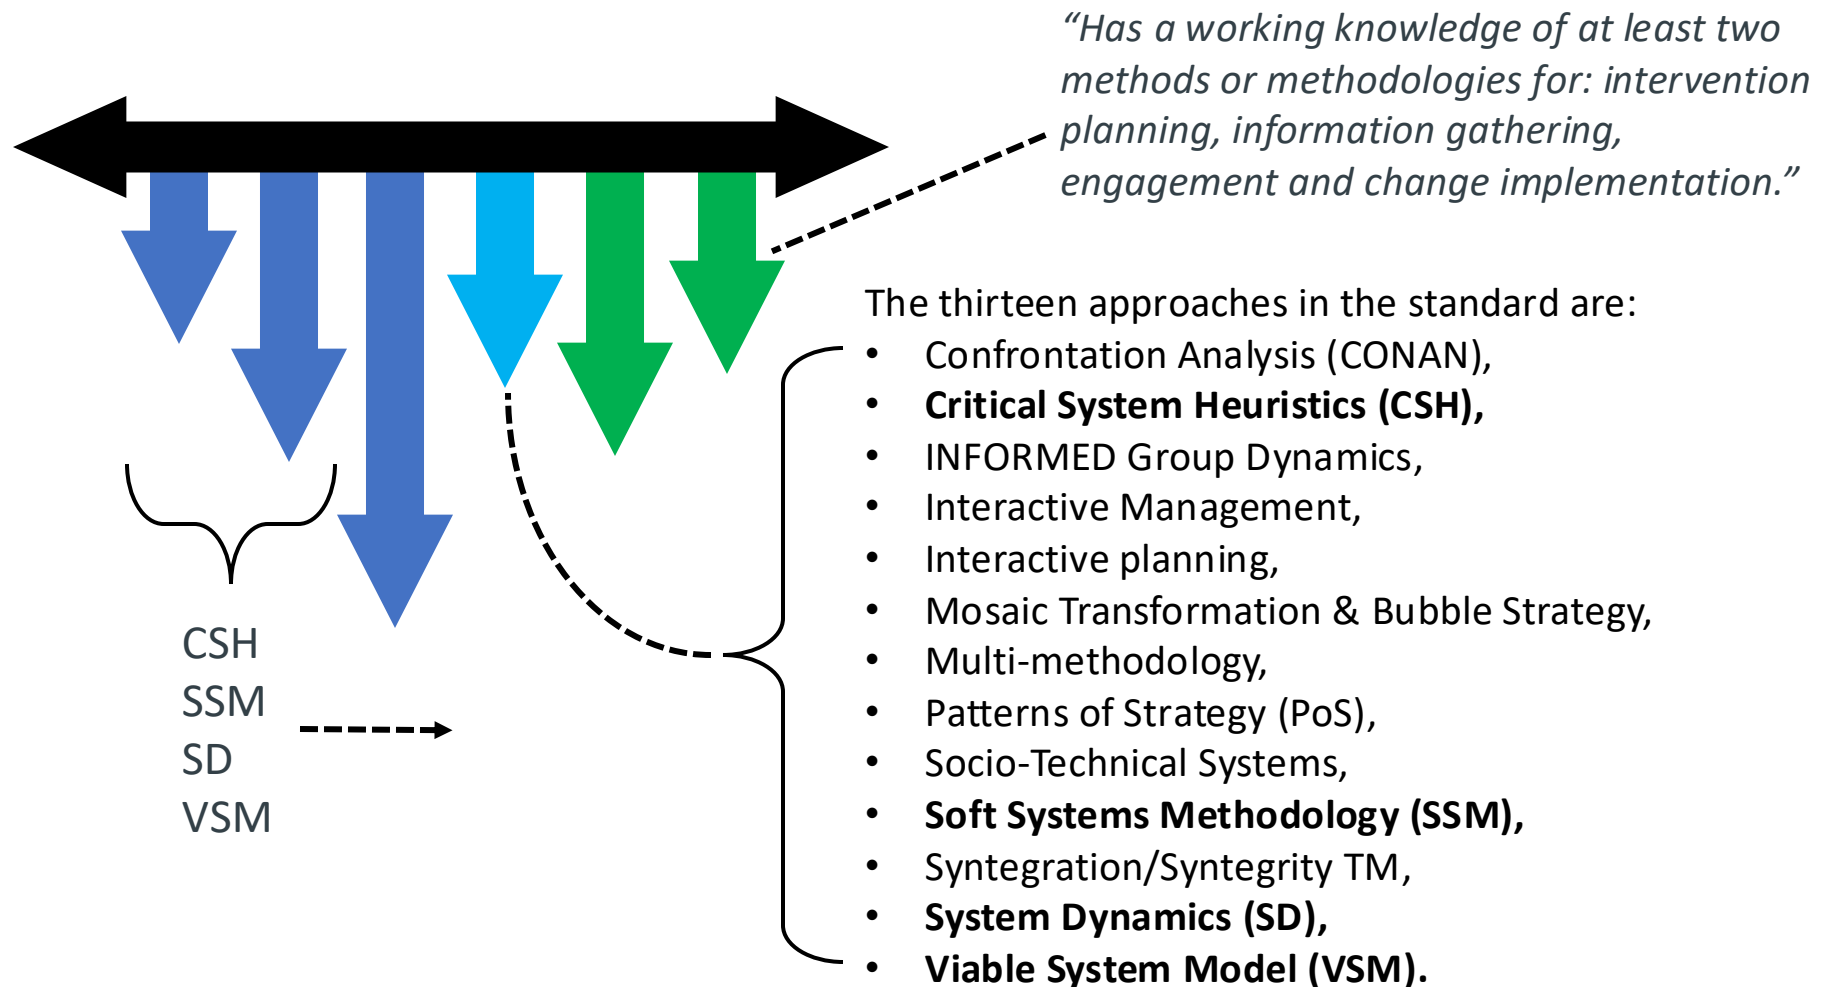 “Has a working knowledge of at least two
methods or methodologies for: intervention
planning, information gathering,
engagement and change implementation.”
The thirteen approaches in the standard are:
• Confrontation Analysis (CONAN),
• Critical System Heuristics (CSH),
• INFORMED Group Dynamics,
• Interactive Management,
• Interactive planning,
• Mosaic Transformation & Bubble Strategy,
• Multi-methodology,
• Patterns of Strategy (PoS),
• Socio-Technical Systems,
• Soft Systems Methodology (SSM),
• Syntegration/Syntegrity TM,
• System Dynamics (SD),
• Viable System Model (VSM).
CSH
SSM
SD
VSM